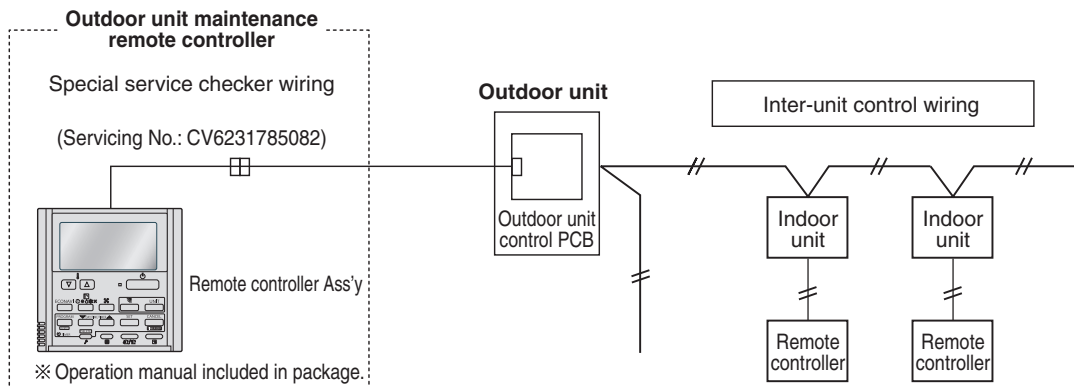 Outdoor unit maintenance
remote controller
Special service checker wiring
(Servicing No.: CV6231785082)
Remote controller Ass'y
※ Operation manual included in package.
Outdoor unit
Outdoor unit
control PCB
Inter-unit control wiring
Indoor
unit
Remote
controller
Indoor
unit
Remote
controller
UNIT
SET